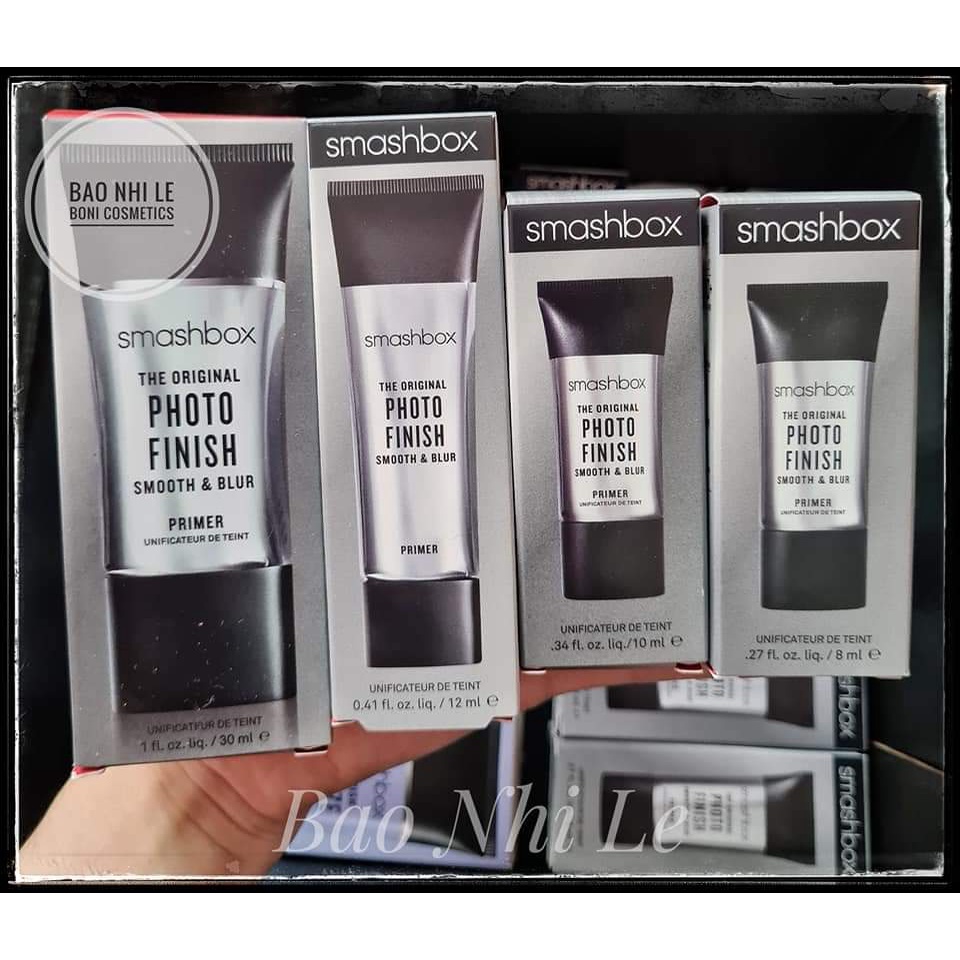 BAO NHI LE
BONI COSMETICS
smashbox
THE ORIGINAL
PHOTO
FINISH
SMOOTH & BLUR
PRIMER
UNIFICATEUR DE TEINT
UNIFICATEUR DE TEINT
1 fl. oz. liq. / 30 ml e
smashbox
smashbox
THE ORIGINAL
PHOTO
FINISH
SMOOTH & BLUR
PRIMER
UNIFICATEUR DE TEINT
0.41 fl. oz. liq. / 12 ml e
smashbox
smashbox
smashbox
THE ORIGINAL
PHOTO
FINISH
SMOOTH & BLUR
PRIMER
UNIFICATEUR DE TEINT
UNIFICATEUR DE TEINT
.34 fl. oz. liq./10 ml e
smashbox
smashbox
THE ORIGINAL
PHOTO
FINISH
SMOOTH & BLUR
PRIMER
UNIFICATEUR DE TEINT
UNIFICATEUR DE TEINT
.27 fl. oz. liq. / 8 ml e
smashbox
PHOTO
FINISH
smashbox
Bao Nhi Le